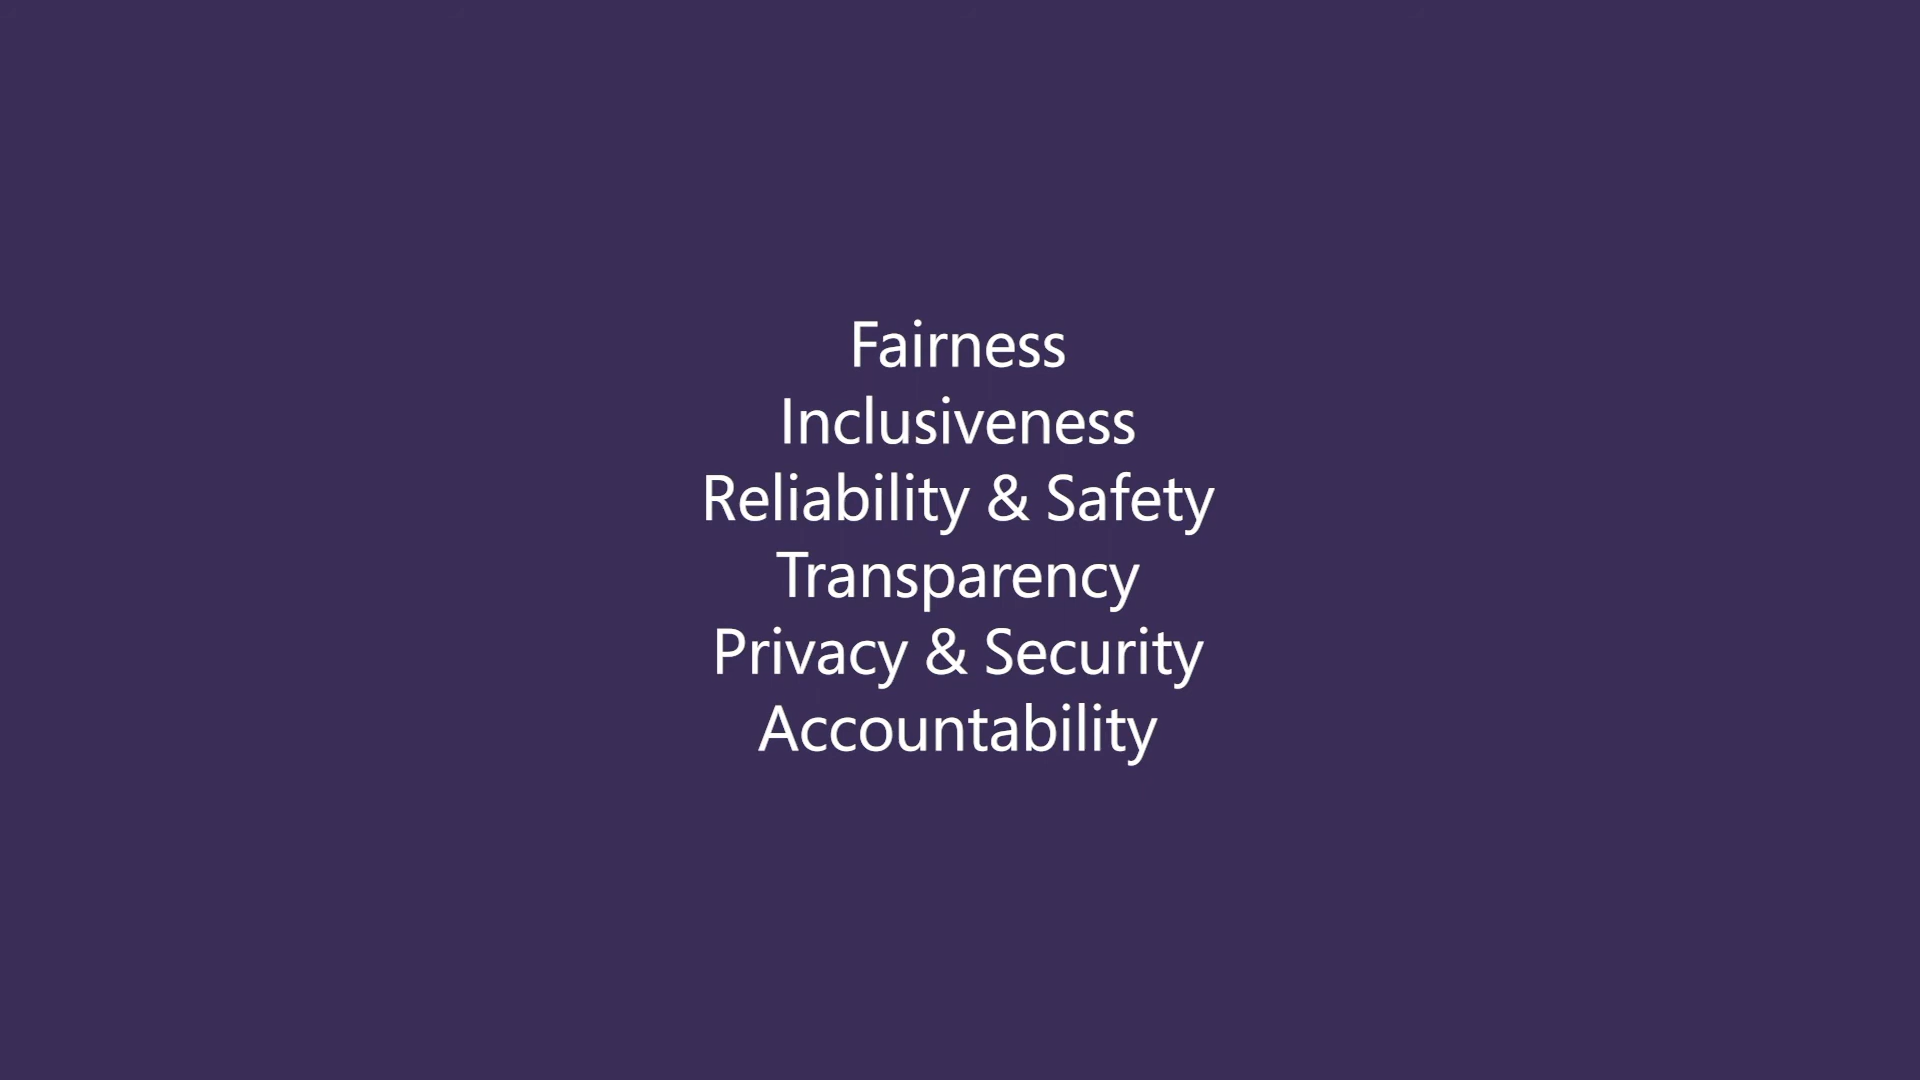 Fairness
Inclusiveness
Reliability & Safety
Transparency
Privacy & Security
Accountability